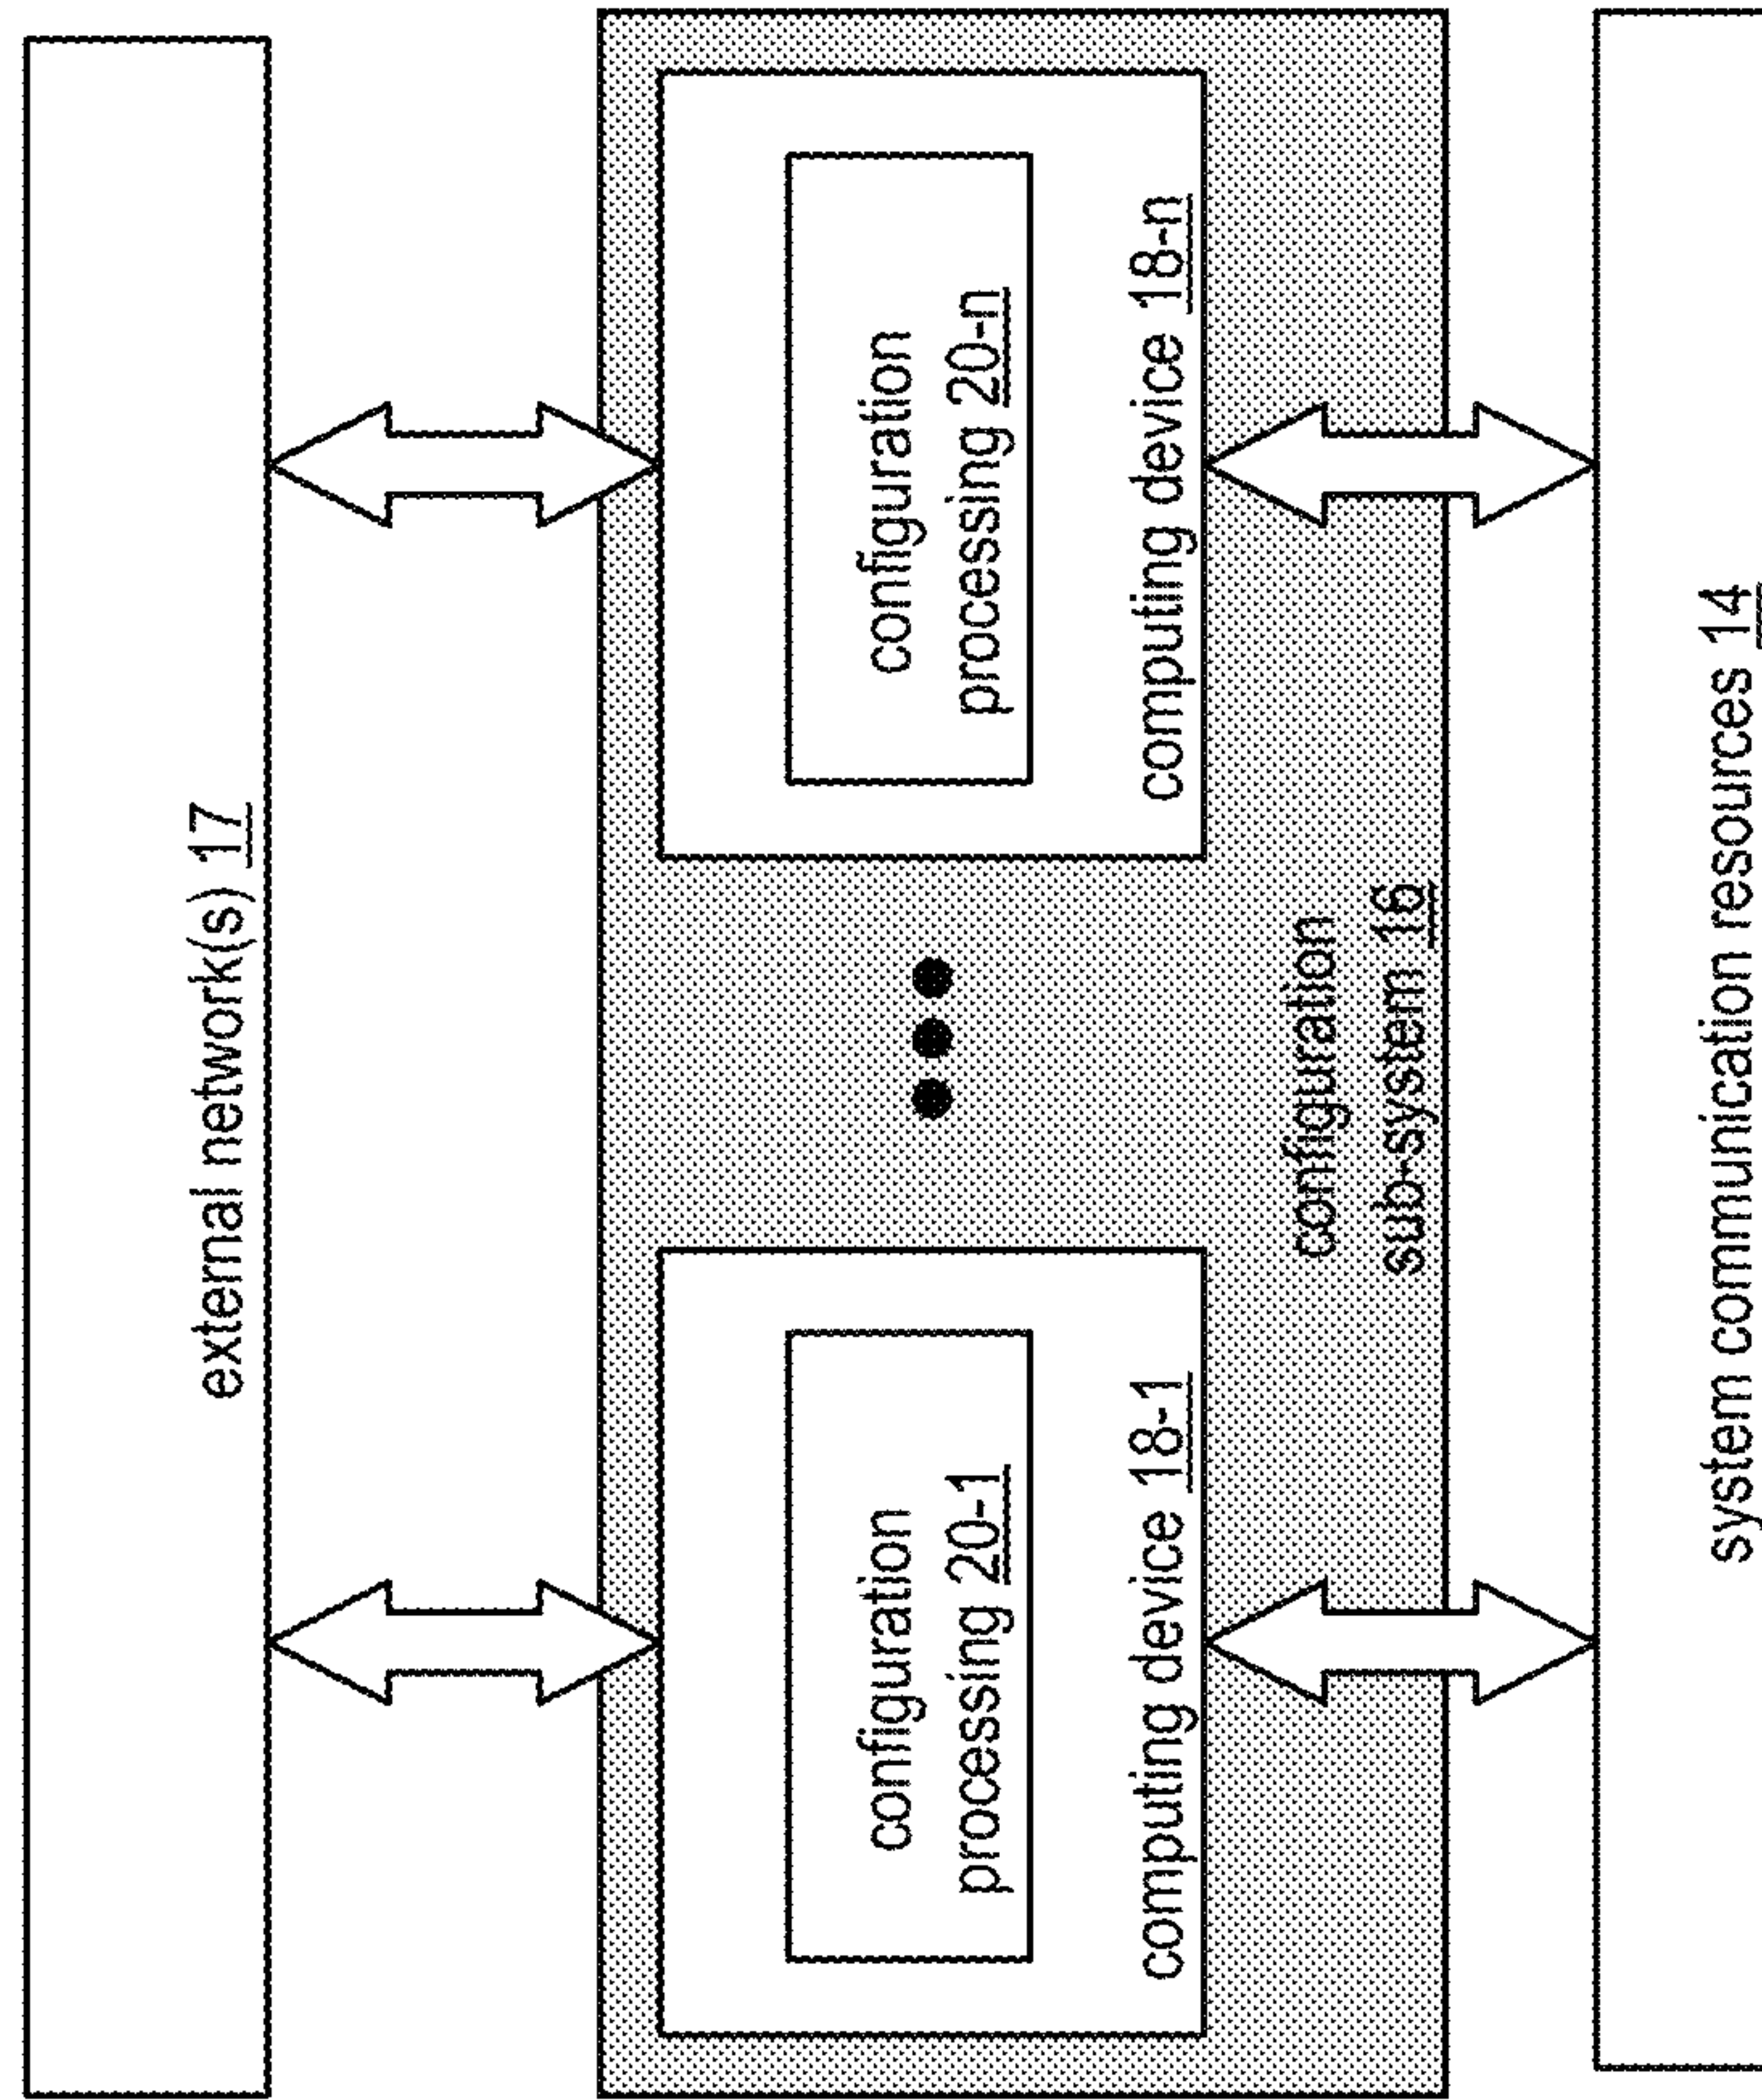 external network(s) 17
configuration
processing 20-1
computing device 18-1
configuration
processing 20-n
computing device 18-n
configuration
sub-system 16
system communication resources 14